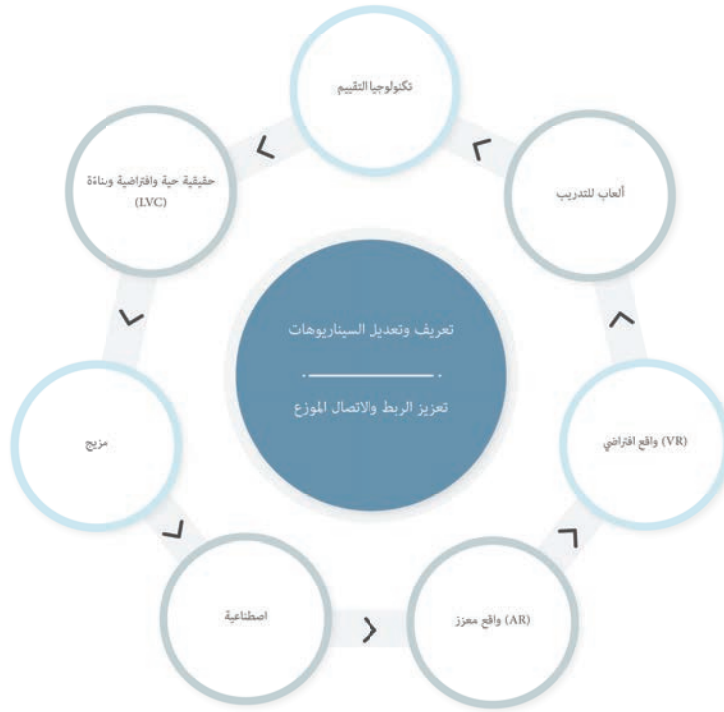 تكنولوجيا التقييم
حقيقية حية وافتراضية وبناءة
(LVC)
ألعاب للتدريب
تعريف وتعديل السيناريوهات
تعزيز الربط والاتصال الموزع
مزيج
(VR) واقع افتراضي
اصطناعية
(AR) واقع معزز